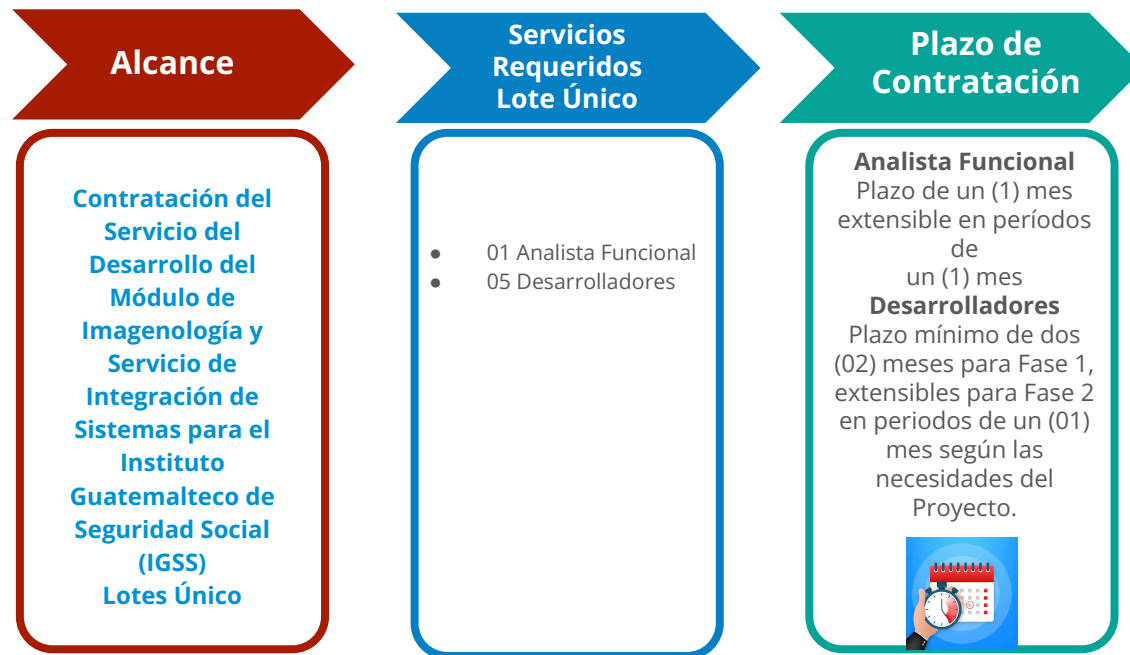 Alcance
Contratación del
Servicio del
Desarrollo del
Módulo de
Imagenología y
Servicio de
Integración de
Sistemas para el
Instituto
Guatemalteco de
Seguridad Social
(IGSS)
Lotes Único
Servicios
Requeridos
Lote Único
● 01 Analista Funcional
● 05 Desarrolladores
Plazo de
Contratación
Analista Funcional
Plazo de un (1) mes
extensible en períodos
de
un (1) mes
Desarrolladores
Plazo mínimo de dos
(02) meses para Fase 1,
extensibles para Fase 2
en periodos de un (01)
mes según las
necesidades del
Proyecto.